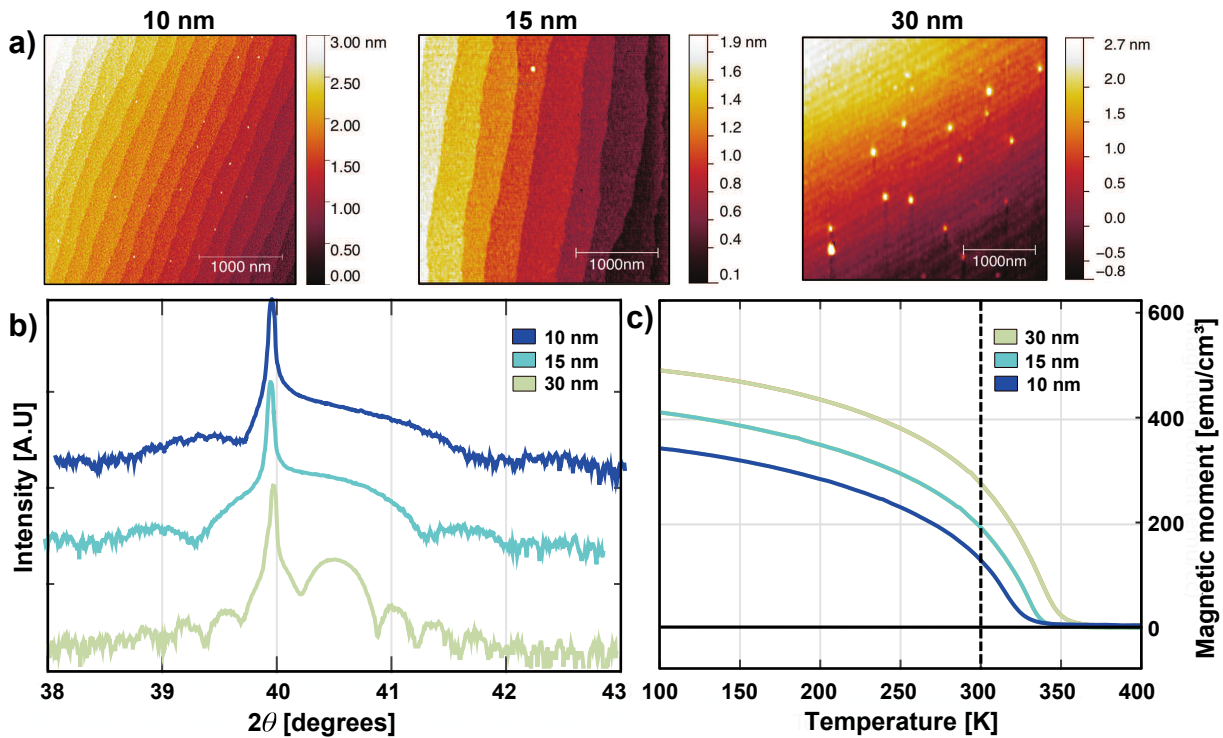 10 nm
15 nm
30 nm
a)
3.00 nm
2.50
2.00
1.50
1.00
0.50
0.00
1000 nm
1.9 nm
1.6
1.4
1.2
1.0
0.8
0.6
0.4
0.1
1000nm
2.7 nm
2.0
1.5
1.0
0.5
0.0
−0.5
−0.8
1000nm
b)
10 nm
15 nm
30 nm
Intensity [A.U]
38
39
40
41
42
43
2θ [degrees]
c)
30 nm
15 nm
10 nm
600
400
200
0
Magnetic moment [emu/cm³]
100
150
200
250
300
350
400
Temperature [K]